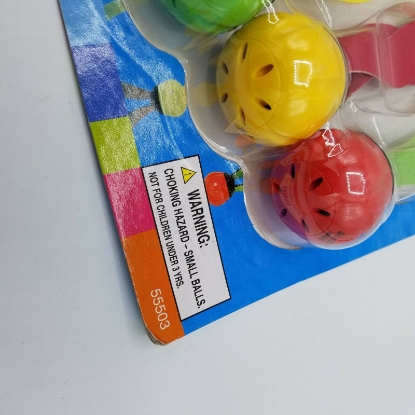 WARNING:
CHOKING HAZARD - SMALL BALLS.
NOT FOR CHILDREN UNDER 3 YRS.
55503